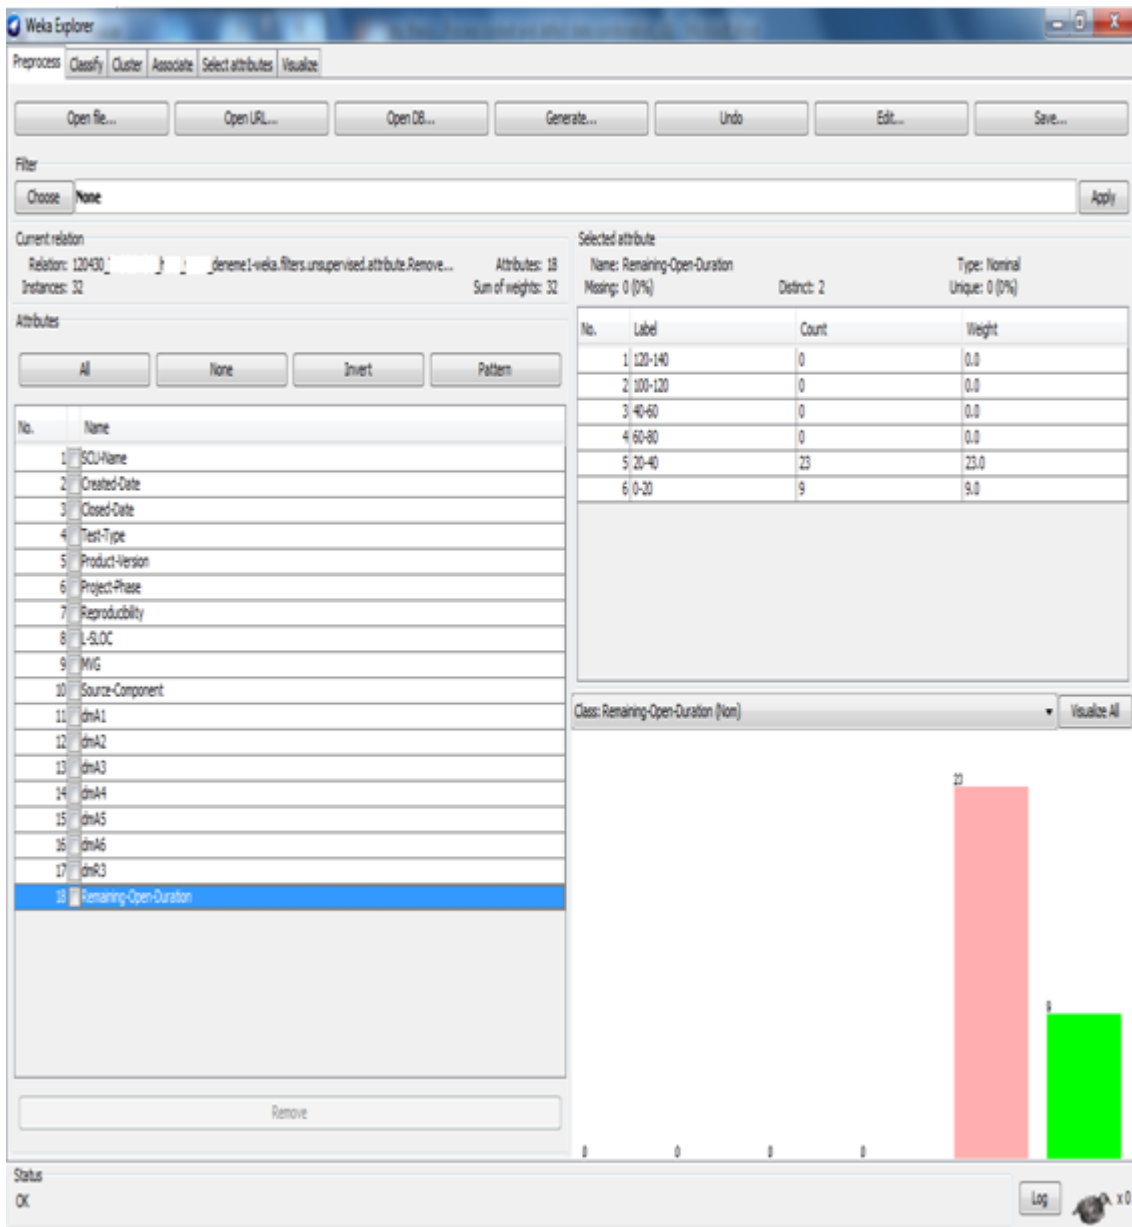 Weka Explorer
Preprocess Classify Cluster Associate Select attributes Visualize
Open file... Open URL... Open DB... Generate... Undo Edit... Save...
Filter
Choose None Apply
Current relation
Relation: 120430_ _deneme1-weka.filters.unsupervised.attribute.Remove... Attributes: 18
Instances: 32 Sum of weights: 32
Attributes
All None Invert Pattern
No. Name
1 SCU-Name
2 Created-Date
3 Closed-Date
4 Test-Type
5 Product-Version
6 Project-Phase
7 Reproducibility
8 L-SLOC
9 MVG
10 Source-Component
11 dmA1
12 dmA2
13 dmA3
14 dmA4
15 dmA5
16 dmA6
17 dmR3
18 Remaining-Open-Duration
Remove
Selected attribute
Name: Remaining-Open-Duration Type: Nominal
Missing: 0 (0%) Distinct: 2 Unique: 0 (0%)
No. Label Count Weight
1 120-140 0 0.0
2 100-120 0 0.0
3 40-60 0 0.0
4 60-80 0 0.0
5 20-40 23 23.0
6 0-20 9 9.0
Class: Remaining-Open-Duration (Nom) Visualize All
23
9
0 0 0 0
Status
OK Log x 0